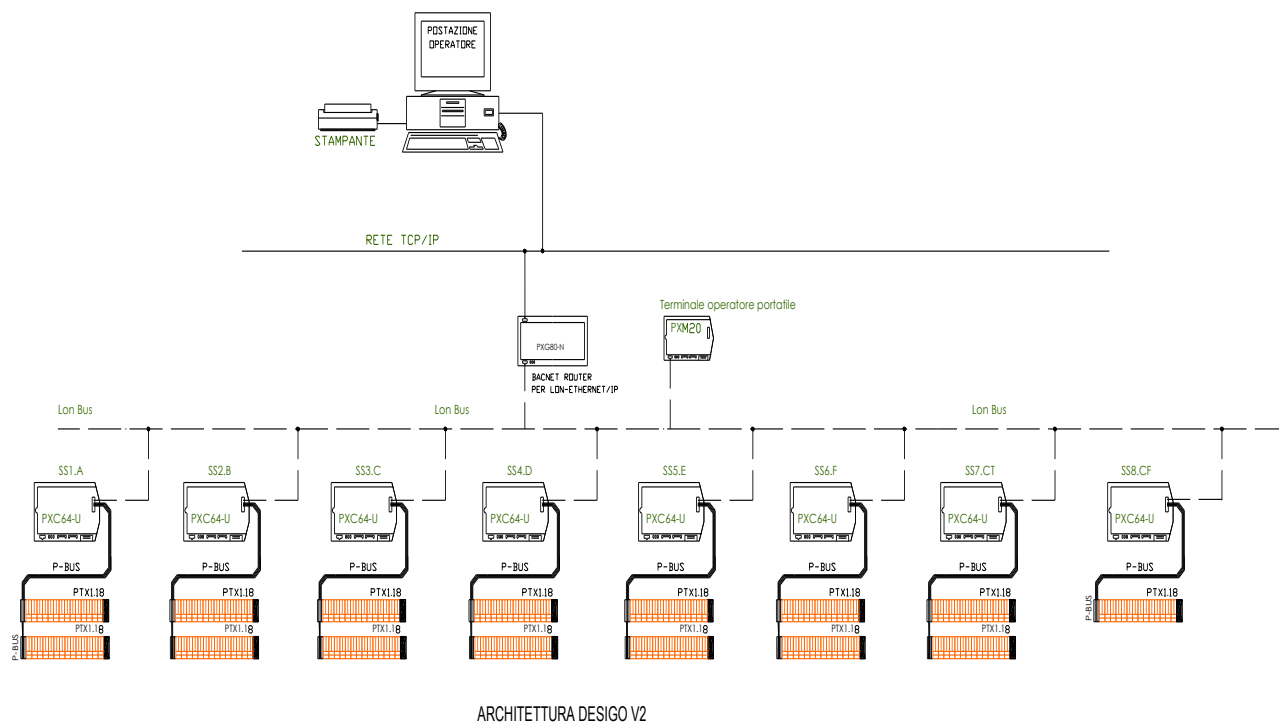 POSTAZIONE
OPERATORE
STAMPANTE
RETE TCP/IP
Terminale operatore portatile
PXM20
PXG80-N
BACNET ROUTER
PER LON-ETHERNET/IP
Lon Bus Lon Bus Lon Bus
SS1.A SS2.B SS3.C SS4.D SS5.E SS6.F SS7.CT SS8.CF
PXC64-U PXC64-U PXC64-U PXC64-U PXC64-U PXC64-U PXC64-U PXC64-U
P-BUS P-BUS P-BUS P-BUS P-BUS P-BUS P-BUS P-BUS
PTX1.18 PTX1.18 PTX1.18 PTX1.18 PTX1.18 PTX1.18 PTX1.18 PTX1.18
P-BUS
PTX1.18 PTX1.18 PTX1.18 PTX1.18 PTX1.18 PTX1.18 PTX1.18
P-BUS
ARCHITETTURA DESIGO V2